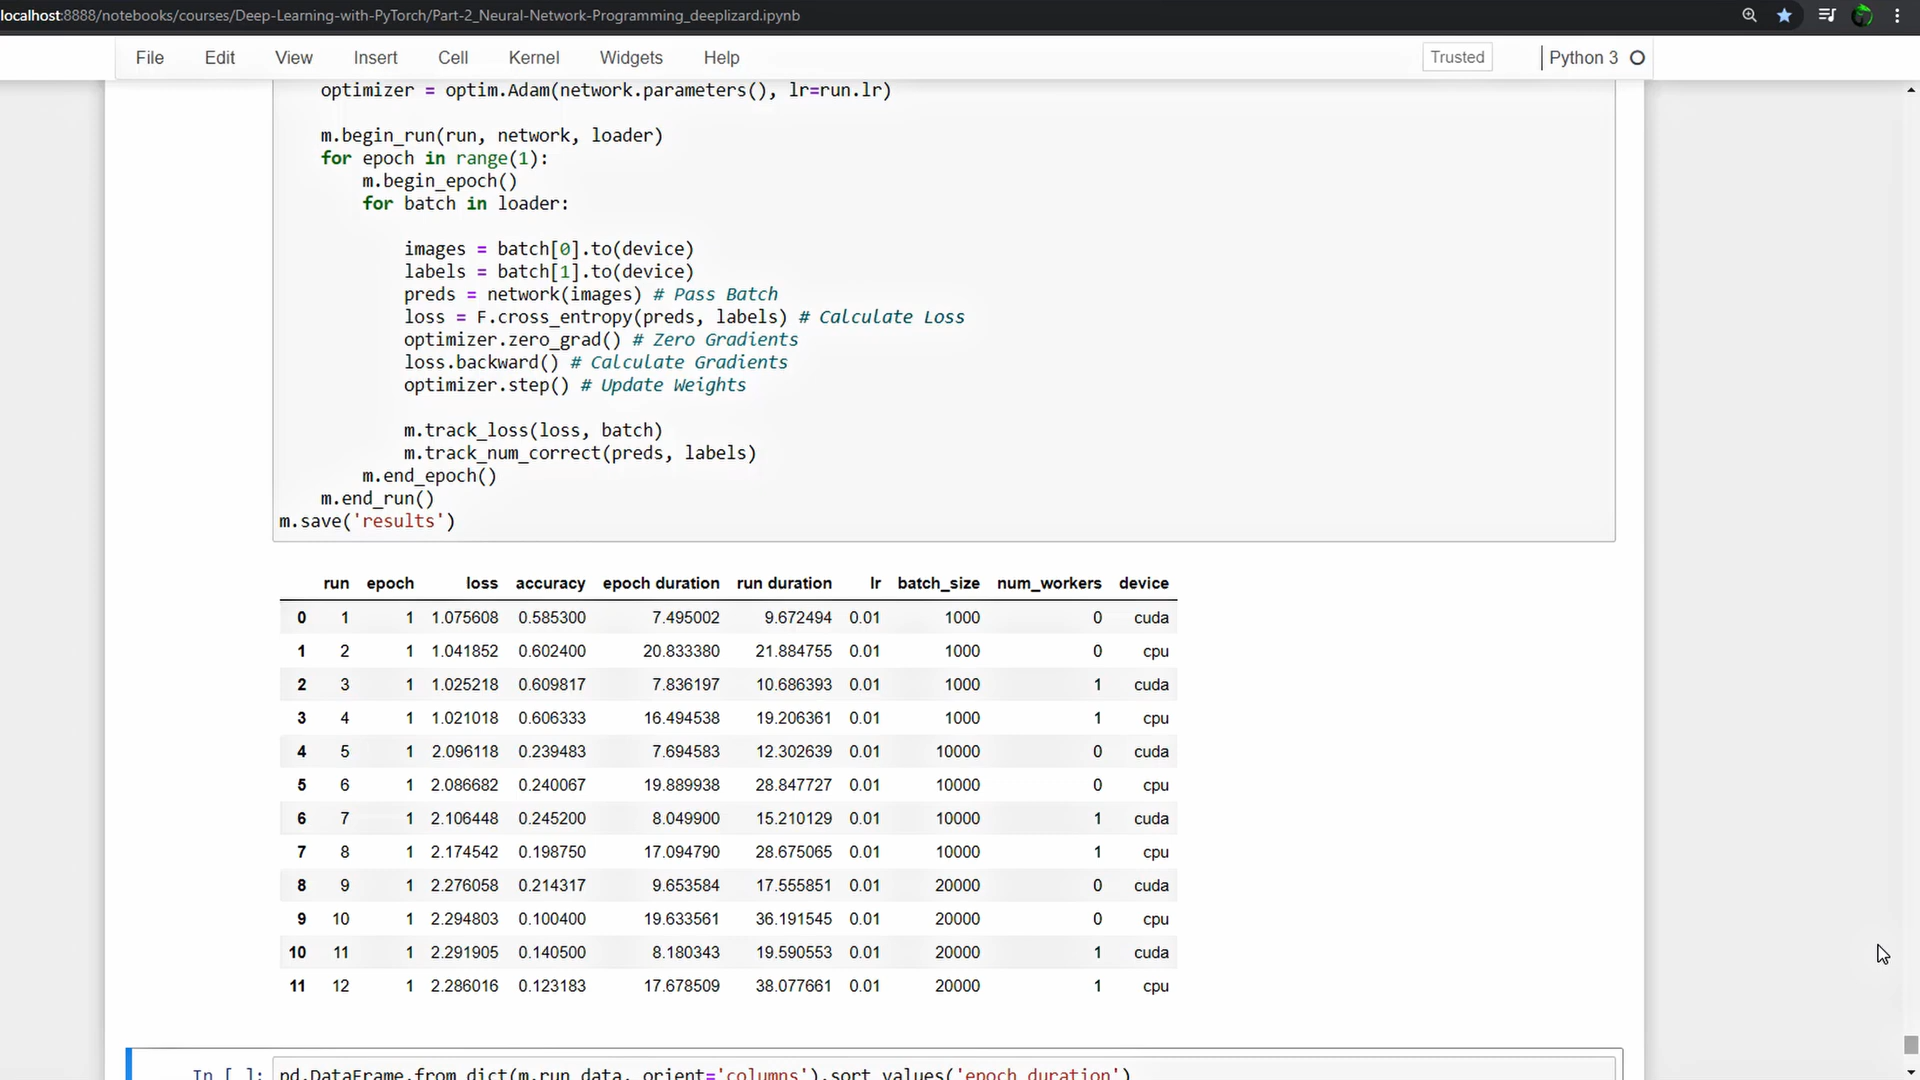 localhost:8888/notebooks/courses/Deep-Learning-with-PyTorch/Part-2_Neural-Network-Programming_deeplizard.ipynb
File Edit View Insert Cell Kernel Widgets Help Trusted Python 3
optimizer = optim.Adam(network.parameters(), lr=run.lr)
m.begin_run(run, network, loader)
for epoch in range(1):
m.begin_epoch()
for batch in loader:
images = batch[0].to(device)
labels = batch[1].to(device)
preds = network(images) # Pass Batch
loss = F.cross_entropy(preds, labels) # Calculate Loss
optimizer.zero_grad() # Zero Gradients
loss.backward() # Calculate Gradients
optimizer.step() # Update Weights
m.track_loss(loss, batch)
m.track_num_correct(preds, labels)
m.end_epoch()
m.end_run()
m.save('results')
run epoch loss accuracy epoch duration run duration lr batch_size num_workers device
0 1 1 1.075608 0.585300 7.495002 9.672494 0.01 1000 0 cuda
1 2 1 1.041852 0.602400 20.833380 21.884755 0.01 1000 0 cpu
2 3 1 1.025218 0.609817 7.836197 10.686393 0.01 1000 1 cuda
3 4 1 1.021018 0.606333 16.494538 19.206361 0.01 1000 1 cpu
4 5 1 2.096118 0.239483 7.694583 12.302639 0.01 10000 0 cuda
5 6 1 2.086682 0.240067 19.889938 28.847727 0.01 10000 0 cpu
6 7 1 2.106448 0.245200 8.049900 15.210129 0.01 10000 1 cuda
7 8 1 2.174542 0.198750 17.094790 28.675065 0.01 10000 1 cpu
8 9 1 2.276058 0.214317 9.653584 17.555851 0.01 20000 0 cuda
9 10 1 2.294803 0.100400 19.633561 36.191545 0.01 20000 0 cpu
10 11 1 2.291905 0.140500 8.180343 19.590553 0.01 20000 1 cuda
11 12 1 2.286016 0.123183 17.678509 38.077661 0.01 20000 1 cpu
In [ ]: pd.DataFrame.from_dict(m.run_data, orient='columns').sort_values('epoch duration')